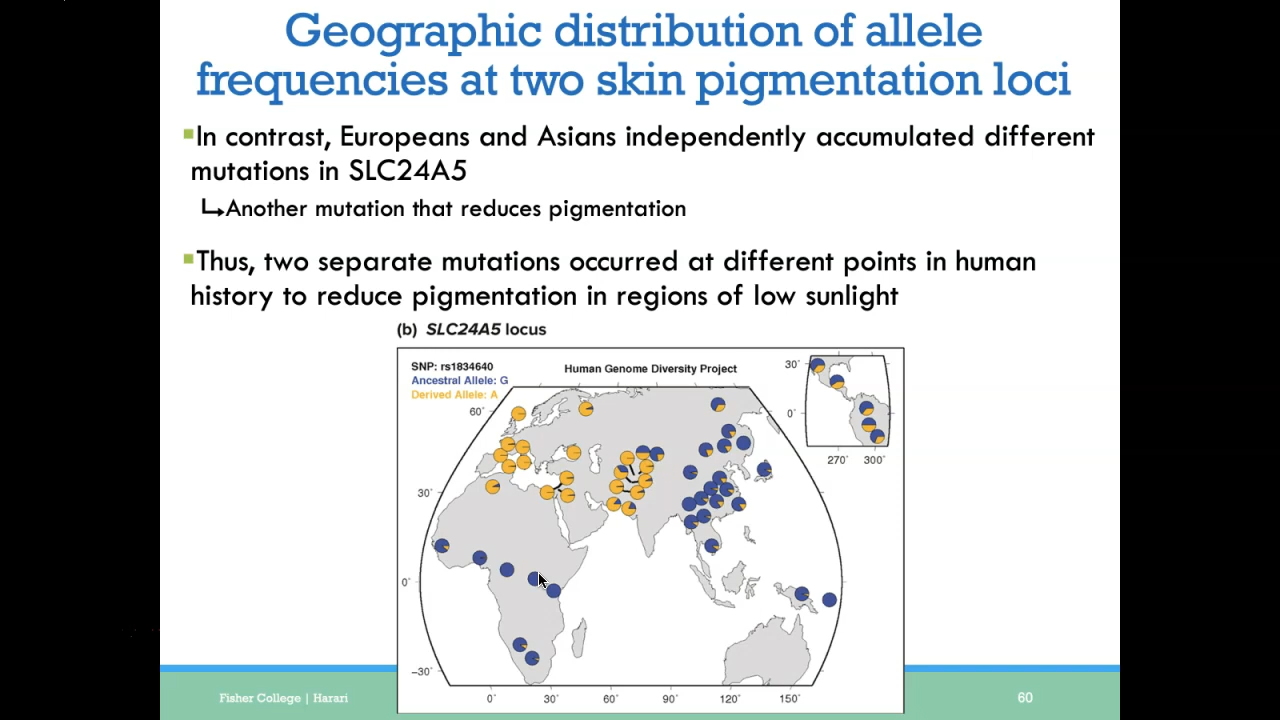 Geographic distribution of allele
frequencies at two skin pigmentation loci
In contrast, Europeans and Asians independently accumulated different
mutations in SLC24A5
Another mutation that reduces pigmentation
Thus, two separate mutations occurred at different points in human
history to reduce pigmentation in regions of low sunlight
(b) SLC24A5 locus
SNP: rs1834640
Ancestral Allele: G
Derived Allele: A
Human Genome Diversity Project
30°
0°
270° 300°
60°
30°
0°
−30°
0° 30° 60° 90° 120° 150°
Fisher College | Harari
60